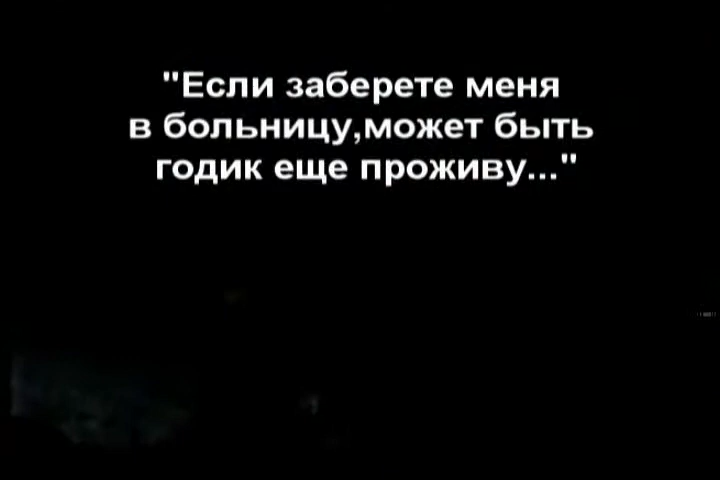 "Если заберете меня
в больницу,может быть
годик еще проживу..."